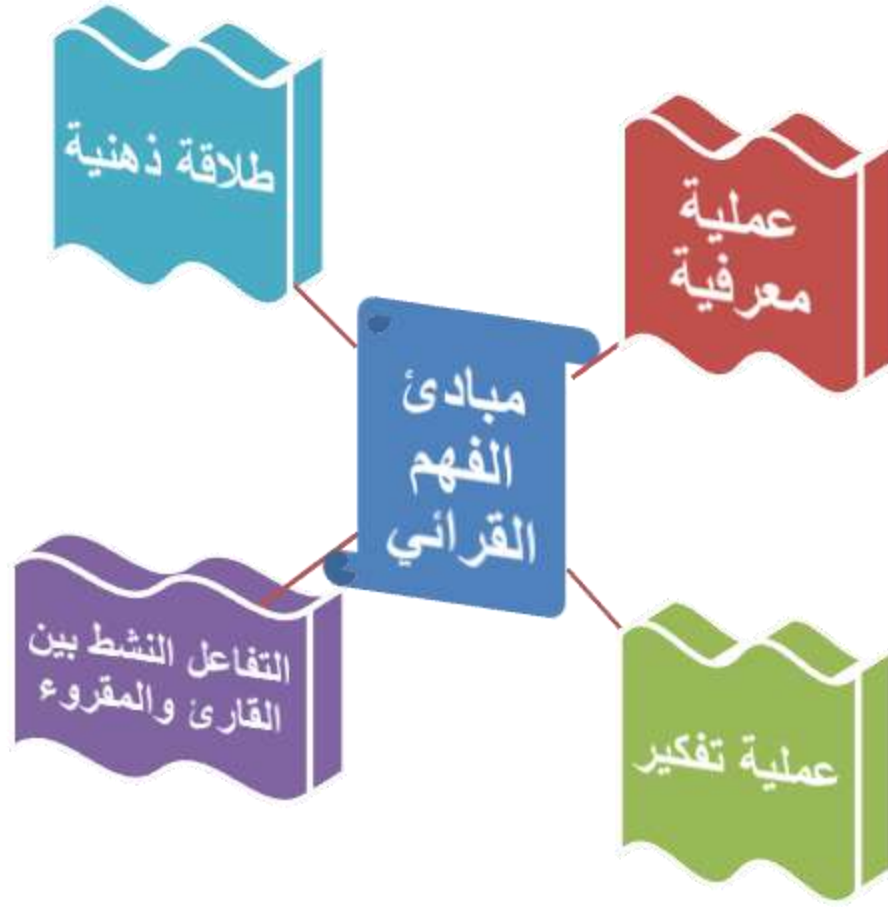 مبادئ
الفهم
القرائي
عملية
معرفية
طلاقة ذهنية
عملية تفكير
التفاعل النشط بين
القارئ والمقروء